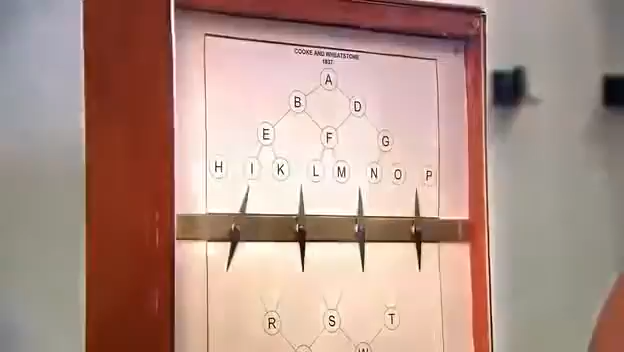 COOKE AND WHEATSTONE
1837
A
B D
E F G
H I K L M N O P
R S T
W